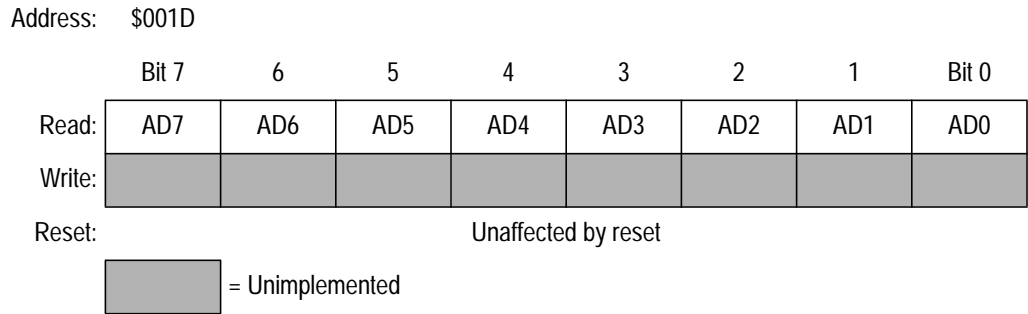 Address: $001D
Bit 7 6 5 4 3 2 1 Bit 0
Read: AD7 AD6 AD5 AD4 AD3 AD2 AD1 AD0
Write:
Reset: Unaffected by reset
= Unimplemented